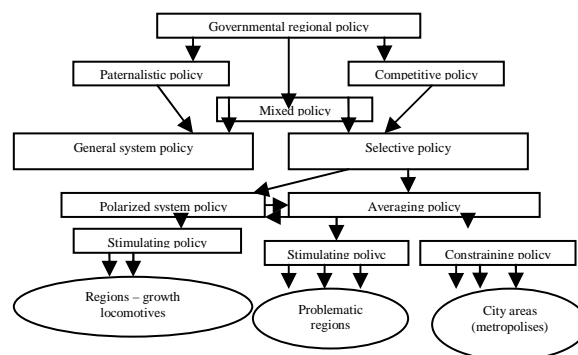 Governmental regional policy
Paternalistic policy
Competitive policy
Mixed policy
General system policy
Selective policy
Polarized system policy
Averaging policy
Stimulating policy
Stimulating polivc
Constraining policy
Regions – growth
locomotives
Problematic
regions
City areas
(metropolises)